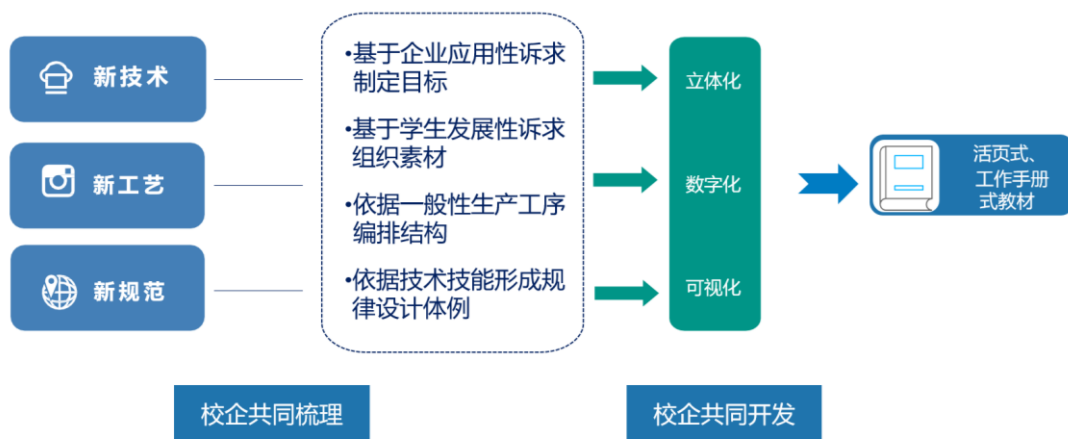 新技术
新工艺
新规范
•基于企业应用性诉求
制定目标
•基于学生发展性诉求
组织素材
•依据一般性生产工序
编排结构
•依据技术技能形成规
律设计体例
立体化
数字化
可视化
活页式、
工作手册
式教材
校企共同梳理
校企共同开发